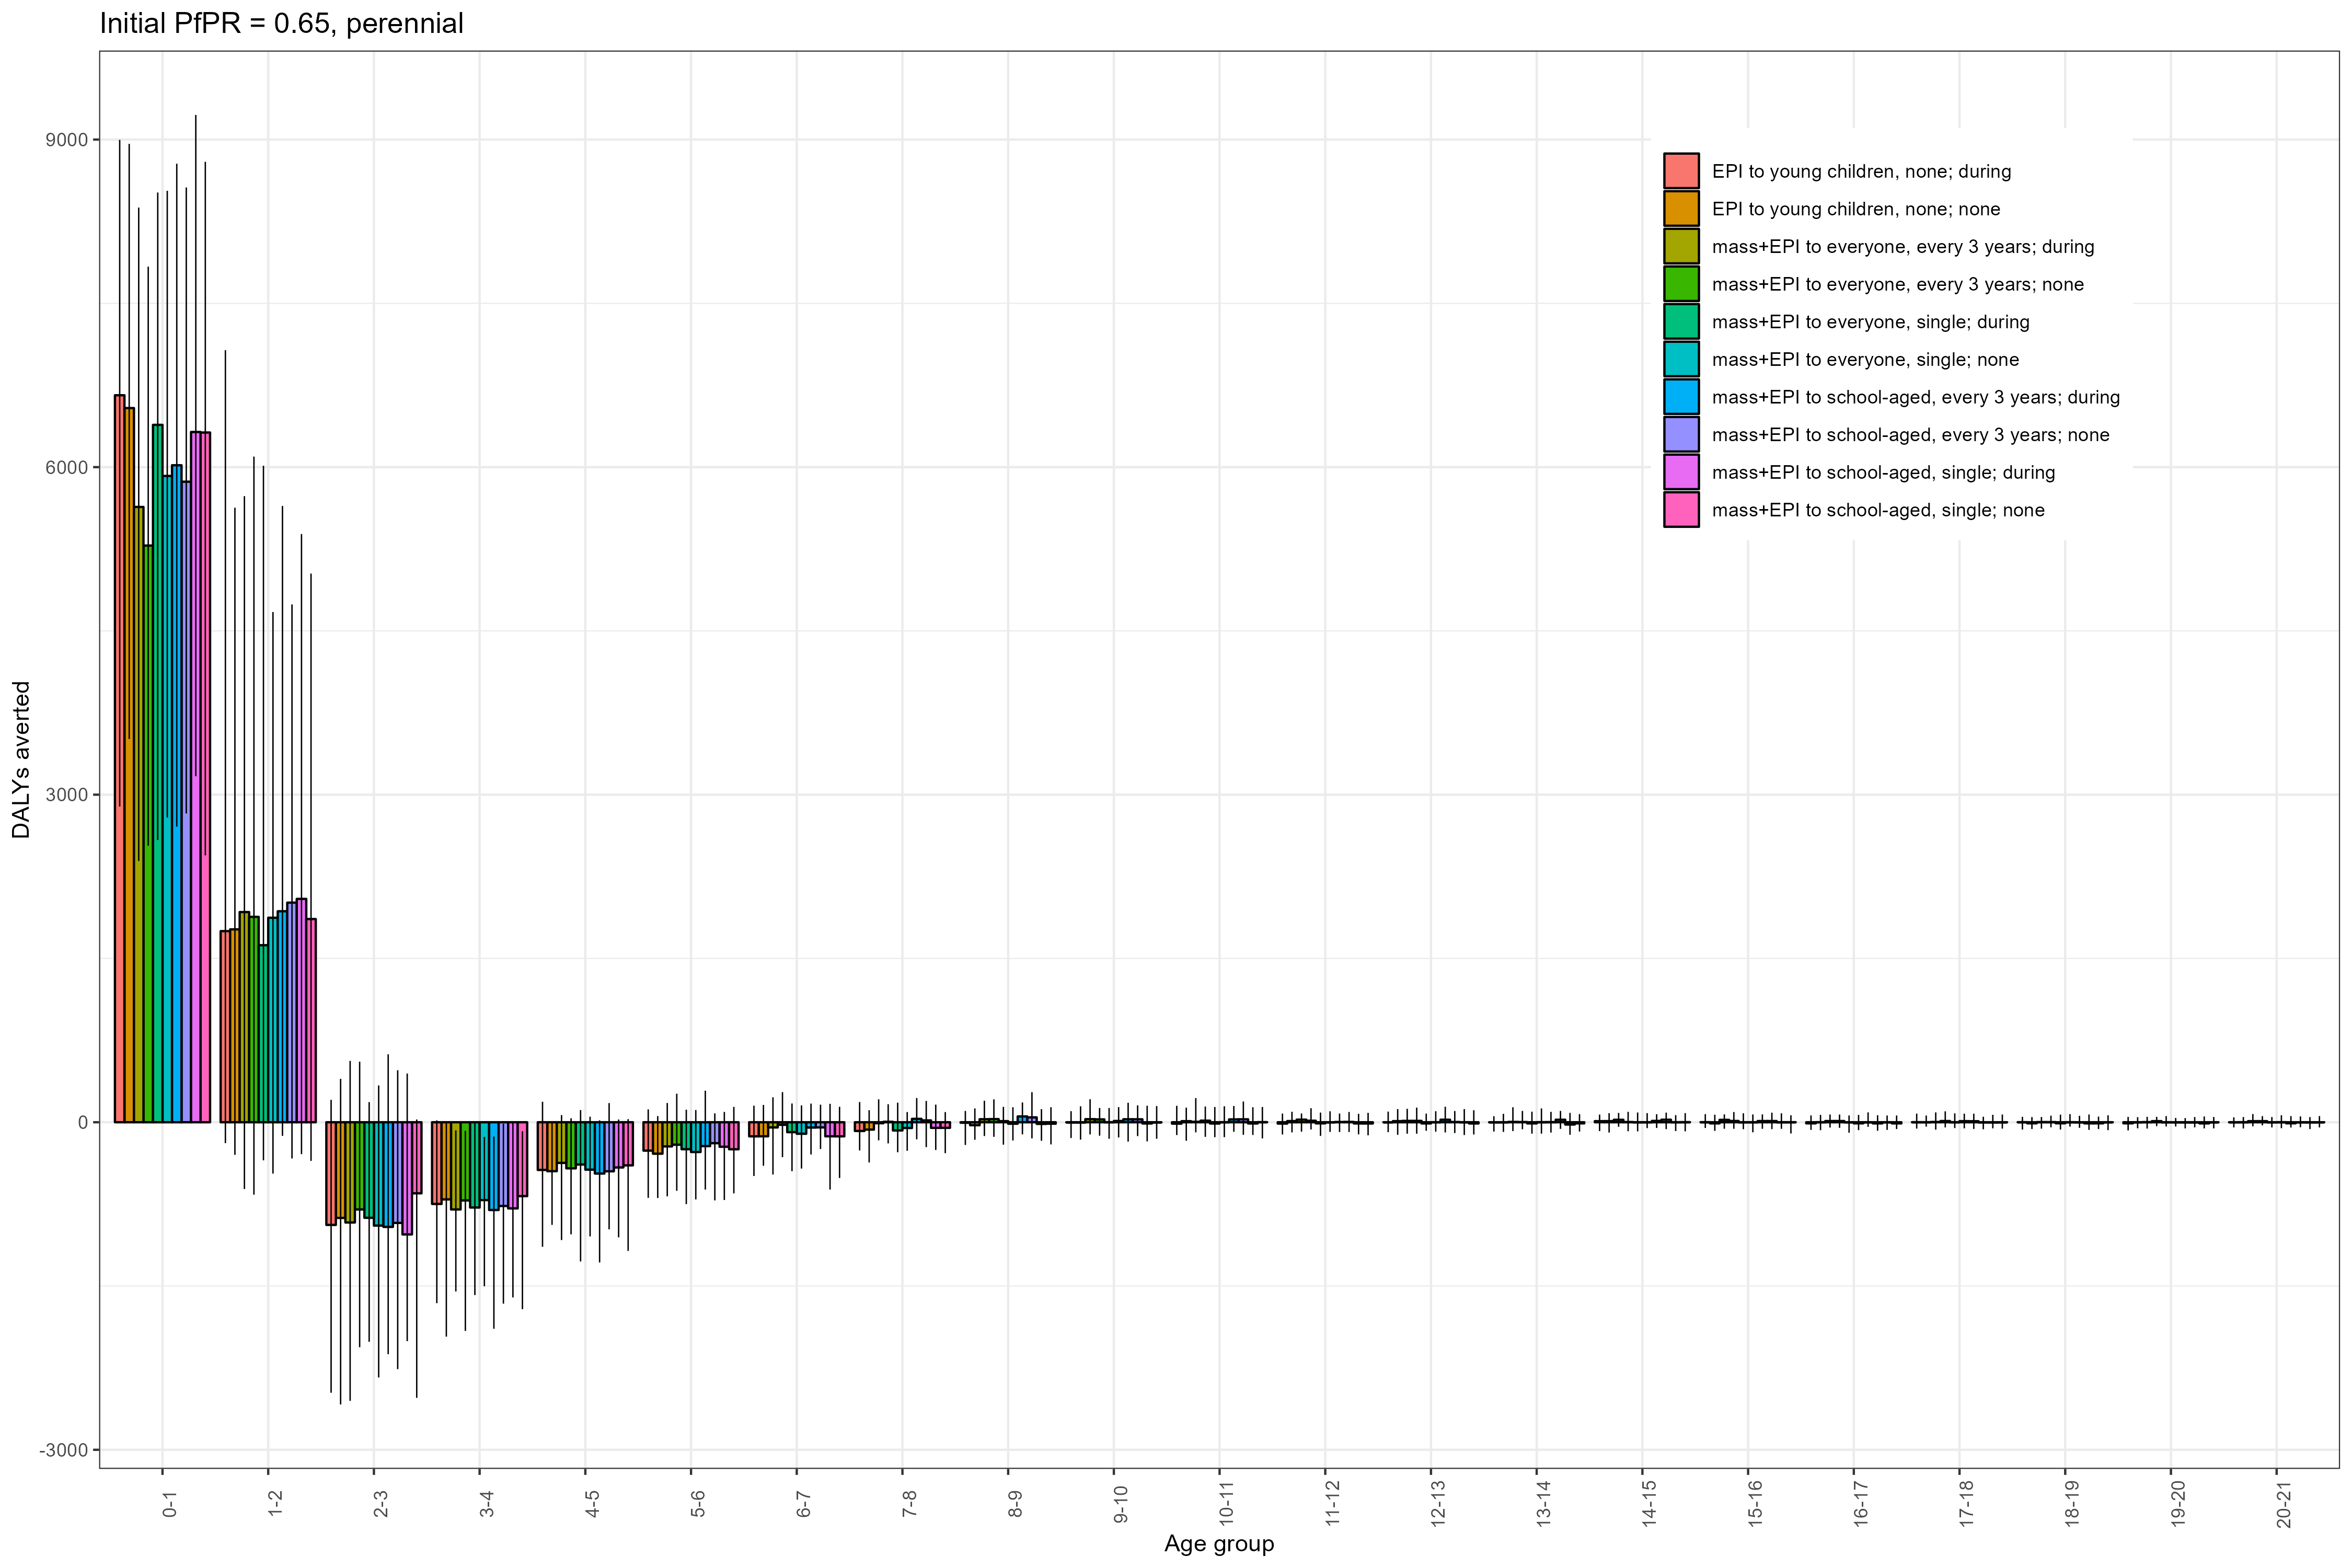 Initial PfPR = 0.65, perennial
DALYs averted
9000
6000
3000
0
-3000
EPI to young children, none; during
EPI to young children, none; none
mass+EPI to everyone, every 3 years; during
mass+EPI to everyone, every 3 years; none
mass+EPI to everyone, single; during
mass+EPI to everyone, single; none
mass+EPI to school-aged, every 3 years; during
mass+EPI to school-aged, every 3 years; none
mass+EPI to school-aged, single; during
mass+EPI to school-aged, single; none
0-1
1-2
2-3
3-4
4-5
5-6
6-7
7-8
8-9
9-10
10-11
11-12
12-13
13-14
14-15
15-16
16-17
17-18
18-19
19-20
20-21
Age group